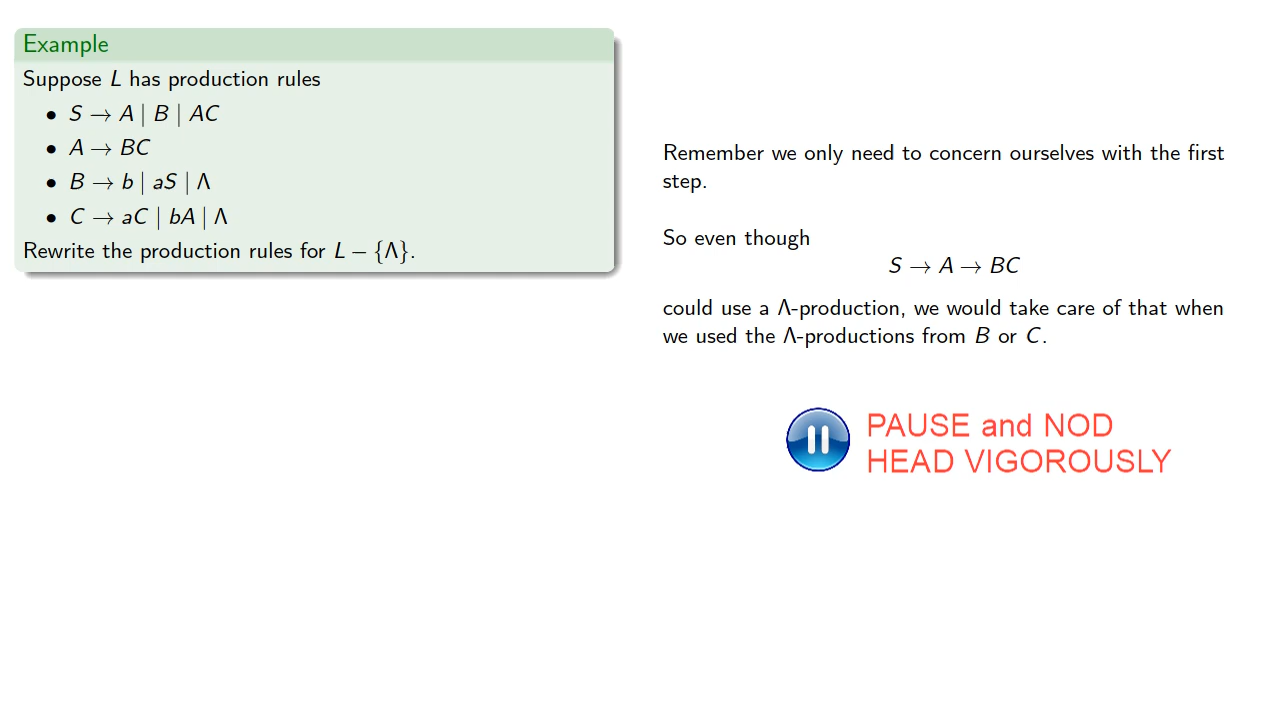 Example
Suppose L has production rules
• S → A | B | AC
• A → BC
• B → b | aS | Λ
• C → aC | bA | Λ
Rewrite the production rules for L − {Λ}.
Remember we only need to concern ourselves with the first
step.
So even though
S → A → BC
could use a Λ-production, we would take care of that when
we used the Λ-productions from B or C.
PAUSE and NOD
HEAD VIGOROUSLY